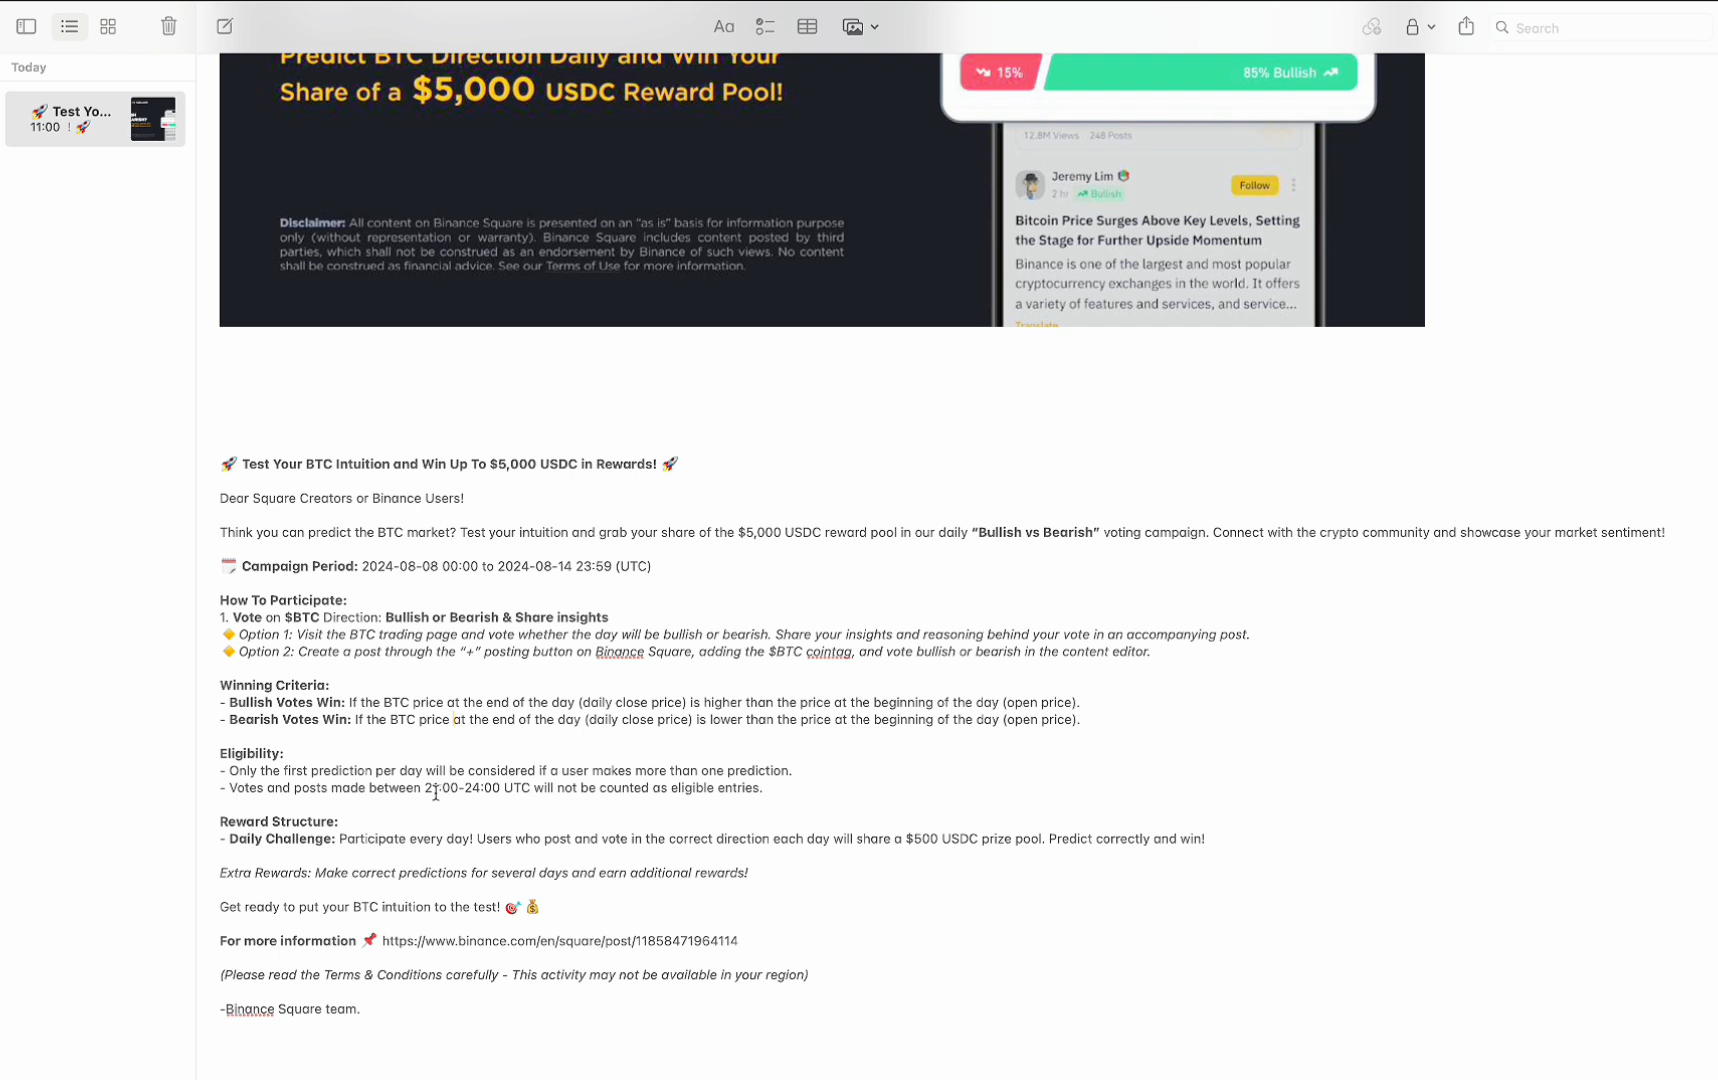 Search
Today
🚀 Test Yo...
11:00 ! 🚀
Predict BTC Direction Daily and Win Your
Share of a $5,000 USDC Reward Pool!
15%
85% Bullish
12.8M Views 248 Posts
Jeremy Lim
2 hr Bullish
Follow
Bitcoin Price Surges Above Key Levels, Setting
the Stage for Further Upside Momentum
Binance is one of the largest and most popular
cryptocurrency exchanges in the world. It offers
a variety of features and services, and service...
Translate
Disclaimer: All content on Binance Square is presented on an "as is" basis for information purpose
only (without representation or warranty). Binance Square includes content posted by third
parties, which shall not be construed as an endorsement by Binance of such views. No content
shall be construed as financial advice. See our Terms of Use for more information.
🚀 Test Your BTC Intuition and Win Up To $5,000 USDC in Rewards! 🚀
Dear Square Creators or Binance Users!
Think you can predict the BTC market? Test your intuition and grab your share of the $5,000 USDC reward pool in our daily “Bullish vs Bearish” voting campaign. Connect with the crypto community and showcase your market sentiment!
🗓️ Campaign Period: 2024-08-08 00:00 to 2024-08-14 23:59 (UTC)
How To Participate:
1. Vote on $BTC Direction: Bullish or Bearish & Share insights
🔸 Option 1: Visit the BTC trading page and vote whether the day will be bullish or bearish. Share your insights and reasoning behind your vote in an accompanying post.
🔸 Option 2: Create a post through the “+” posting button on Binance Square, adding the $BTC cointag, and vote bullish or bearish in the content editor.
Winning Criteria:
- Bullish Votes Win: If the BTC price at the end of the day (daily close price) is higher than the price at the beginning of the day (open price).
- Bearish Votes Win: If the BTC price at the end of the day (daily close price) is lower than the price at the beginning of the day (open price).
Eligibility:
- Only the first prediction per day will be considered if a user makes more than one prediction.
- Votes and posts made between UTC will not be counted as eligible entries.
Reward Structure:
- Daily Challenge: Participate every day! Users who post and vote in the correct direction each day will share a $500 USDC prize pool. Predict correctly and win!
Extra Rewards: Make correct predictions for several days and earn additional rewards!
Get ready to put your BTC intuition to the test! 🎯 💰
For more information 📌 https://www.binance.com/en/square/post/11858471964114
(Please read the Terms & Conditions carefully - This activity may not be available in your region)
-Binance Square team.